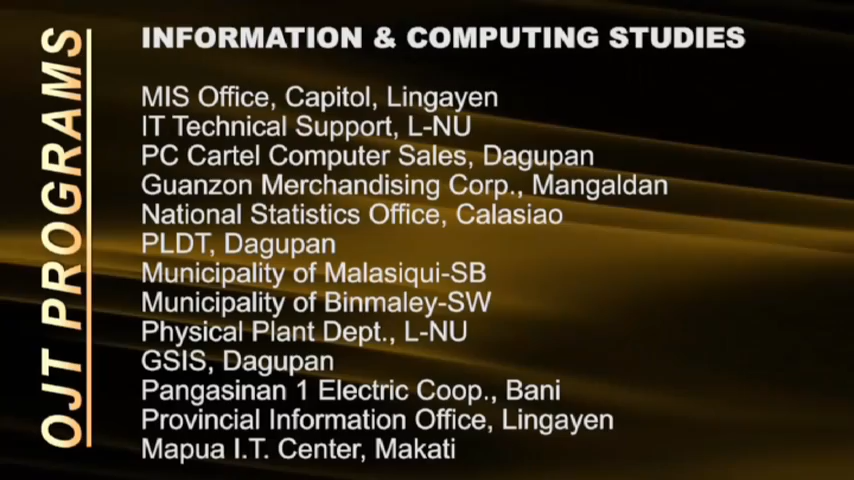 OJT PROGRAMS
INFORMATION & COMPUTING STUDIES
MIS Office, Capitol, Lingayen
IT Technical Support, L-NU
PC Cartel Computer Sales, Dagupan
Guanzon Merchandising Corp., Mangaldan
National Statistics Office, Calasiao
PLDT, Dagupan
Municipality of Malasiqui-SB
Municipality of Binmaley-SW
Physical Plant Dept., L-NU
GSIS, Dagupan
Pangasinan 1 Electric Coop., Bani
Provincial Information Office, Lingayen
Mapua I.T. Center, Makati